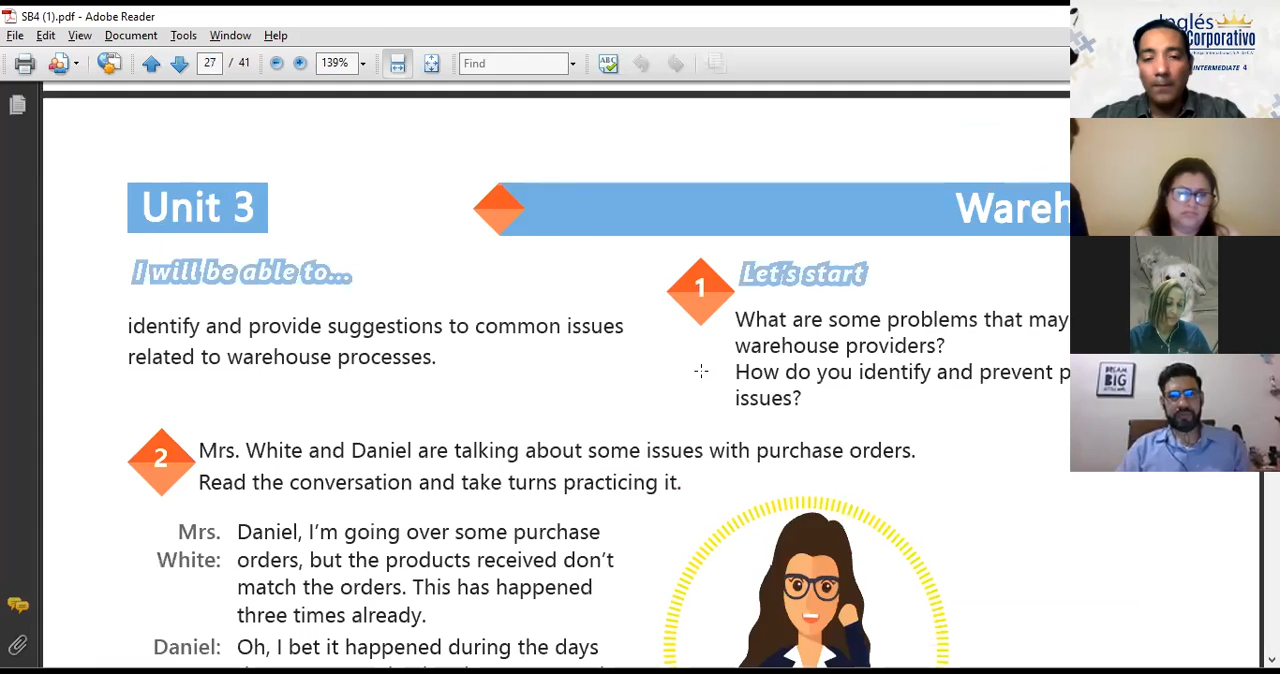 SB4 (1).pdf - Adobe Reader
File Edit View Document Tools Window Help
27 / 41 139% Find
Inglés
Corporativo
INTERMEDIATE 4
Unit 3
Wareh
I will be able to...
identify and provide suggestions to common issues
related to warehouse processes.
1 Let's start
What are some problems that may
warehouse providers?
How do you identify and prevent p
issues?
DREAM
BIG
2 Mrs. White and Daniel are talking about some issues with purchase orders.
Read the conversation and take turns practicing it.
Mrs. Daniel, I'm going over some purchase
White: orders, but the products received don't
match the orders. This has happened
three times already.
Daniel: Oh, I bet it happened during the days